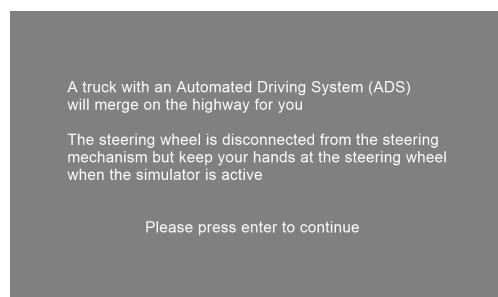 A truck with an Automated Driving System (ADS)
will merge on the highway for you
The steering wheel is disconnected from the steering
mechanism but keep your hands at the steering wheel
when the simulator is active
Please press enter to continue